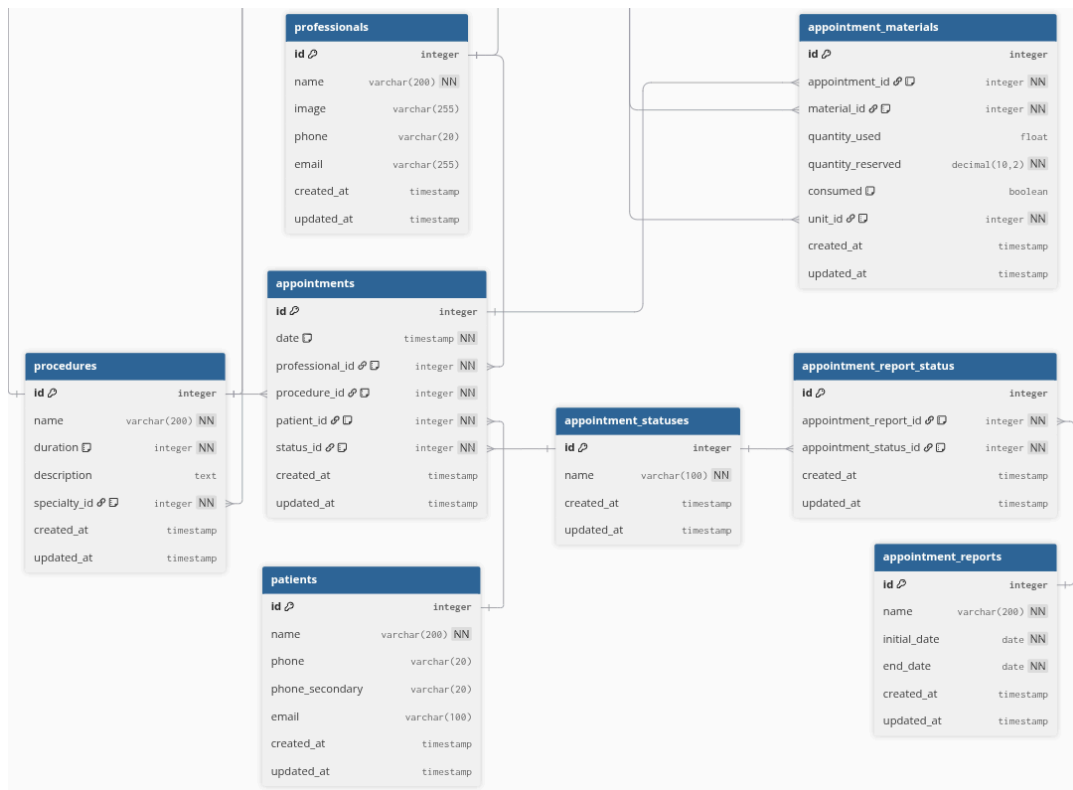 professionals
id integer
name varchar(200) NN
image varchar(255)
phone varchar(20)
email varchar(255)
created_at timestamp
updated_at timestamp
appointment_materials
id integer
appointment_id integer NN
material_id integer NN
quantity_used float
quantity_reserved decimal(10,2) NN
consumed boolean
unit_id integer NN
created_at timestamp
updated_at timestamp
appointments
id integer
date timestamp NN
professional_id integer NN
procedure_id integer NN
patient_id integer NN
status_id integer NN
created_at timestamp
updated_at timestamp
procedures
id integer
name varchar(200) NN
duration integer NN
description text
specialty_id integer NN
created_at timestamp
updated_at timestamp
appointment_statuses
id integer
name varchar(100) NN
created_at timestamp
updated_at timestamp
appointment_report_status
id integer
appointment_report_id integer NN
appointment_status_id integer NN
created_at timestamp
updated_at timestamp
patients
id integer
name varchar(200) NN
phone varchar(20)
phone_secondary varchar(20)
email varchar(100)
created_at timestamp
updated_at timestamp
appointment_reports
id integer
name varchar(200) NN
initial_date date NN
end_date date NN
created_at timestamp
updated_at timestamp